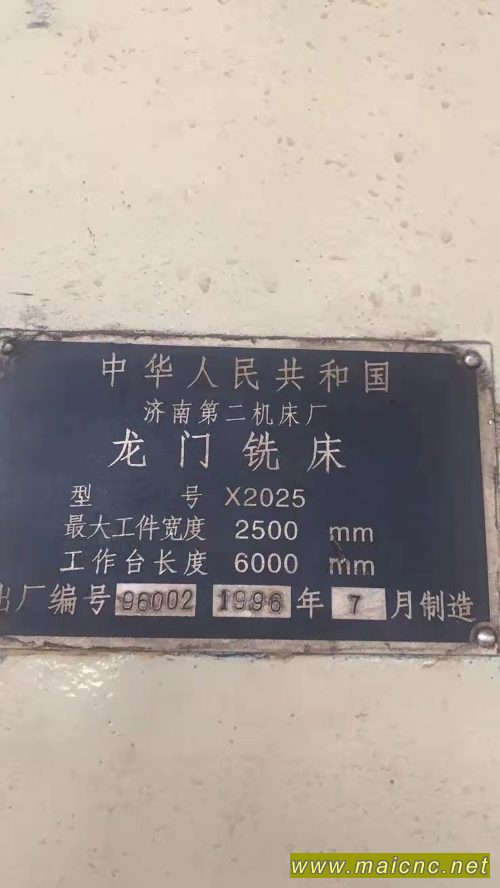 中华人民共和国
济南第二机床厂
龙门铣床
型 号 X2025
最大工件宽度 2500 mm
工作台长度 6000 mm
出厂编号 96002 1996 年 7 月制造
www.maicnc.net